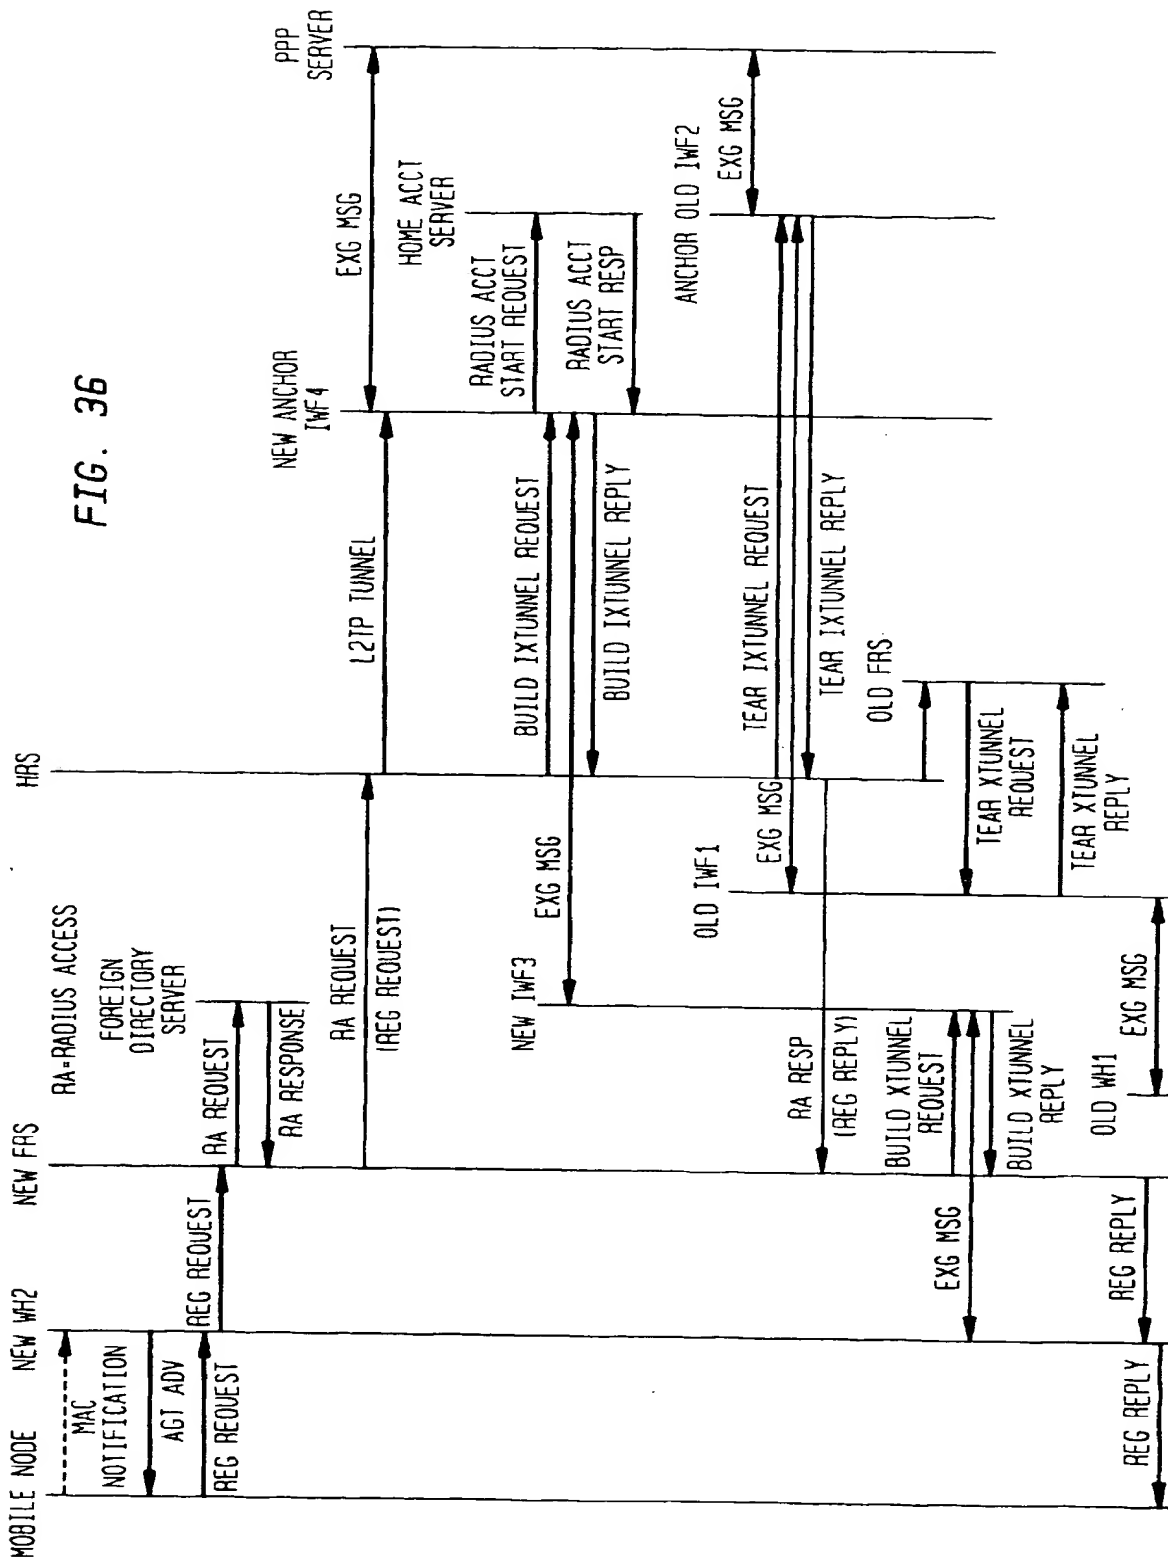 FIG. 36
MOBILE NODE
NEW WH2
NEW FRS
HRS
RA=RADIUS ACCESS
FOREIGN
DIRECTORY
SERVER
NEW ANCHOR
IWF4
PPP
SERVER
MAC
NOTIFICATION
AGT ADV
REG REQUEST
REG REQUEST
RA REQUEST
RA RESPONSE
RA REQUEST
(REG REQUEST)
L2TP TUNNEL
EXG MSG
HOME ACCT
SERVER
RADIUS ACCT
START REQUEST
RADIUS ACCT
START RESP
BUILD IXTUNNEL REQUEST
EXG MSG
NEW IWF3
BUILD IXTUNNEL REPLY
ANCHOR OLD IWF2
EXG MSG
TEAR IXTUNNEL REQUEST
EXG MSG
OLD IWF1
TEAR IXTUNNEL REPLY
RA RESP
(REG REPLY)
OLD FRS
BUILD XTUNNEL
REQUEST
EXG MSG
BUILD XTUNNEL
REPLY
TEAR XTUNNEL
REQUEST
TEAR XTUNNEL
REPLY
OLD WH1
EXG MSG
REG REPLY
REG REPLY